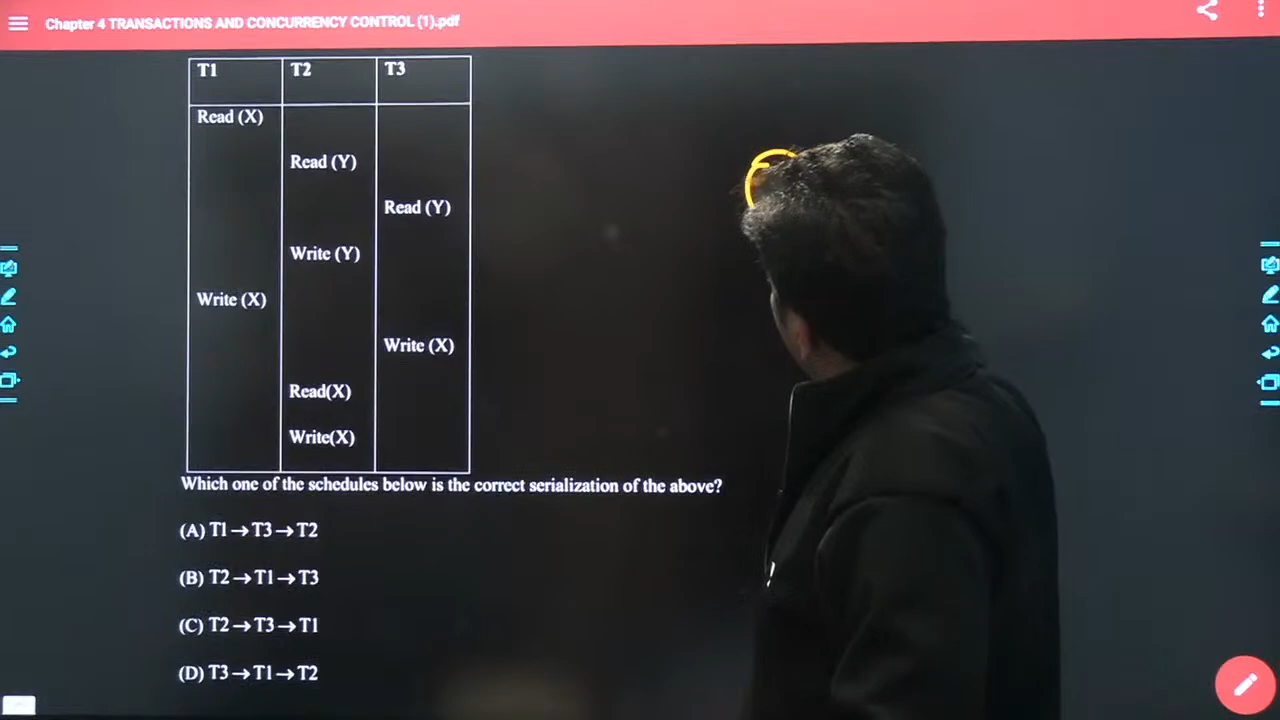 Chapter 4 TRANSACTIONS AND CONCURRENCY CONTROL (1).pdf
T1 T2 T3
Read (X)
Read (Y)
Read (Y)
Write (Y)
Write (X)
Write (X)
Read(X)
Write(X)
Which one of the schedules below is the correct serialization of the above?
(A) T1→T3→T2
(B) T2→T1→T3
(C) T2→T3→T1
(D) T3→T1→T2